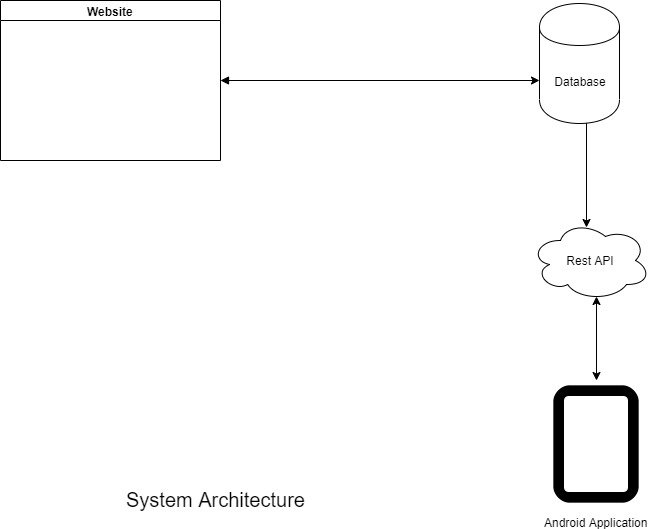 Website
Database
Rest API
System Architecture
Android Application